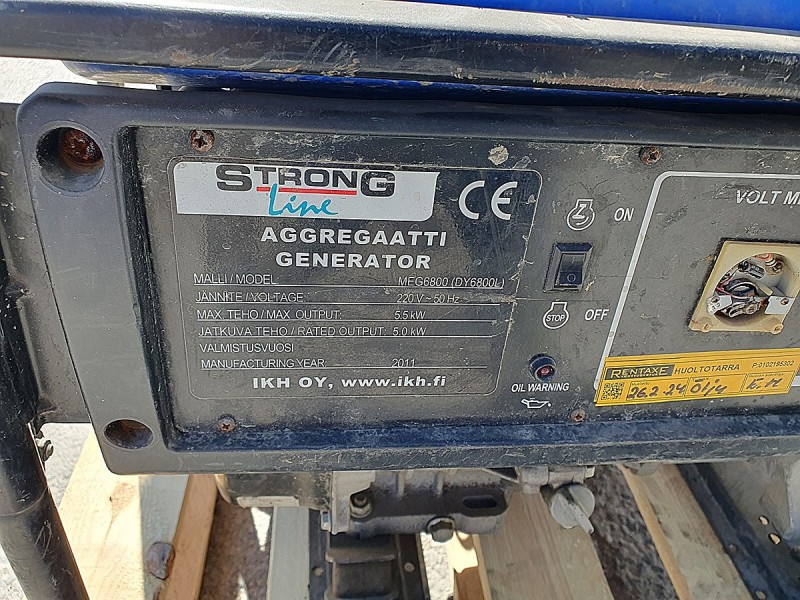 STRONG
Line
CE
AGGREGAATTI
GENERATOR
MALLI / MODEL MFG6800 (DY6800L)
JÄNNITE / VOLTAGE 220 V ~ 50 Hz
MAX. TEHO / MAX. OUTPUT: 5.5 kW
JATKUVA TEHO / RATED OUTPUT: 5.0 kW
VALMISTUSVUOSI
MANUFACTURING YEAR 2011
IKH OY, www.ikh.fi
ON
STOP
OFF
OIL WARNING
VOLT M
RENTAXE HUOLTOTARRA P:0102195302
26.2.24